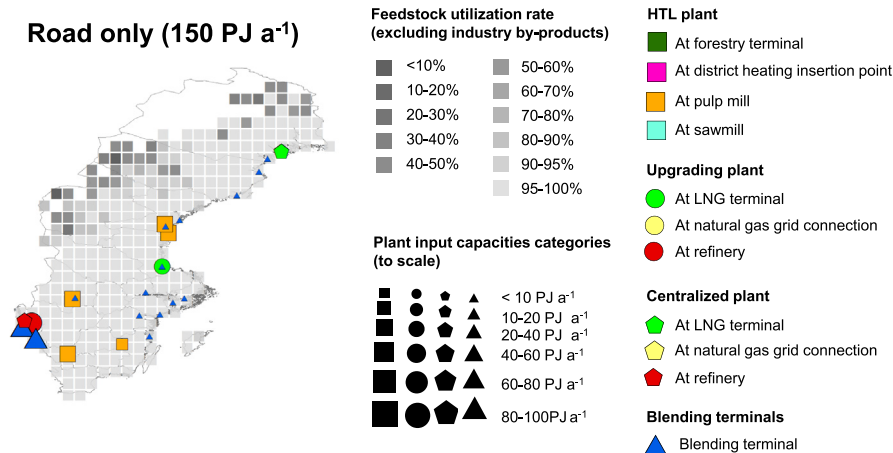 Road only (150 PJ a⁻¹)
Feedstock utilization rate
(excluding industry by-products)
<10%
10-20%
20-30%
30-40%
40-50%
50-60%
60-70%
70-80%
80-90%
90-95%
95-100%
Plant input capacities categories
(to scale)
< 10 PJ a⁻¹
10-20 PJ a⁻¹
20-40 PJ a⁻¹
40-60 PJ a⁻¹
60-80 PJ a⁻¹
80-100PJ a⁻¹
HTL plant
At forestry terminal
At district heating insertion point
At pulp mill
At sawmill
Upgrading plant
At LNG terminal
At natural gas grid connection
At refinery
Centralized plant
At LNG terminal
At natural gas grid connection
At refinery
Blending terminals
Blending terminal